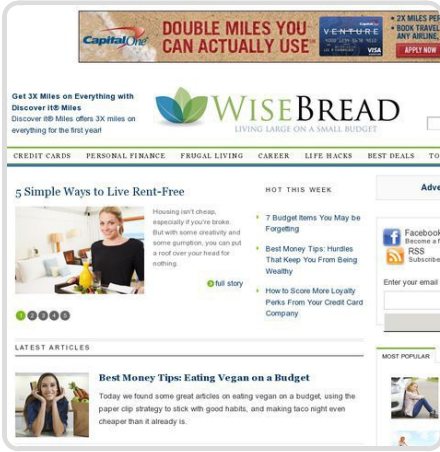 CapitalOne
DOUBLE MILES YOU
CAN ACTUALLY USE
VENTURE
VISA
• 2X MILES PER
• BOOK TRAVEL
ANY AIRLINE,
APPLY NOW
Get 3X Miles on Everything with
Discover it® Miles
Discover it® Miles offers 3X miles on
everything for the first year!
WISEBREAD
LIVING LARGE ON A SMALL BUDGET
CREDIT CARDS PERSONAL FINANCE FRUGAL LIVING CAREER LIFE HACKS BEST DEALS TO
5 Simple Ways to Live Rent-Free
Housing isn't cheap,
especially if you're broke.
But with some creativity and
some gumption, you can put
a roof over your head for
nothing.
full story
1 2 3 4 5
HOT THIS WEEK
7 Budget Items You May be
Forgetting
Best Money Tips: Hurdles
That Keep You From Being
Wealthy
How to Score More Loyalty
Perks From Your Credit Card
Company
Adve
Facebook
Become a f
RSS
Subscribe
Enter your email
LATEST ARTICLES
Best Money Tips: Eating Vegan on a Budget
Today we found some great articles on eating vegan on a budget, using the
paper clip strategy to stick with good habits, and making taco night even
cheaper than it already is.
MOST POPULAR